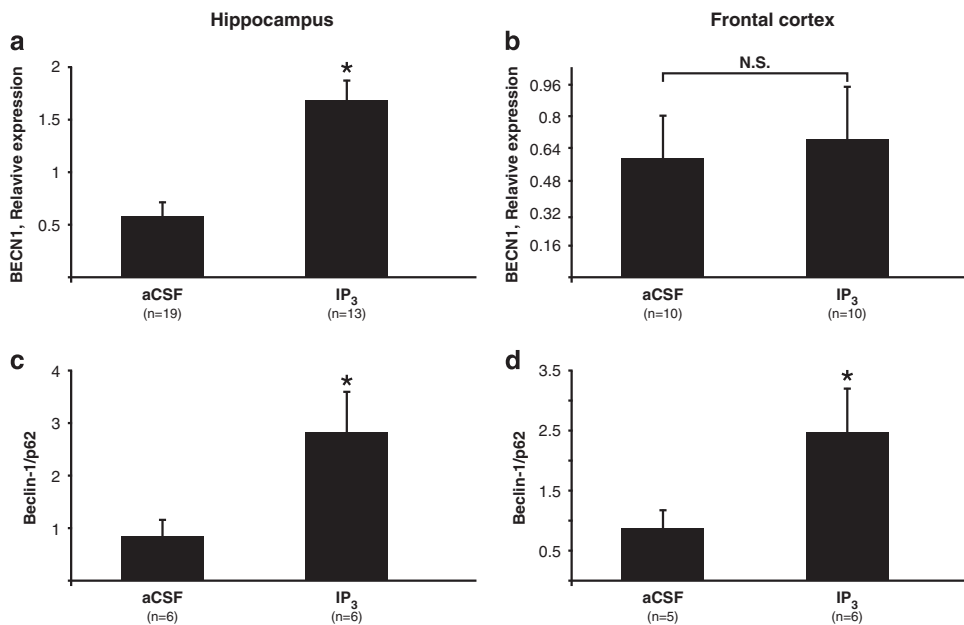 Hippocampus
Frontal cortex
a
BECN1, Relavive expression
2
1.5
1
0.5
*
aCSF
IP3
(n=19)
(n=13)
b
BECN1, Relavive expression
0.96
0.8
0.64
0.48
0.32
0.16
N.S.
aCSF
IP3
(n=10)
(n=10)
c
Beclin-1/p62
4
3
2
1
*
aCSF
IP3
(n=6)
(n=6)
d
Beclin-1/p62
3.5
2.5
1.5
0.5
*
aCSF
IP3
(n=5)
(n=6)